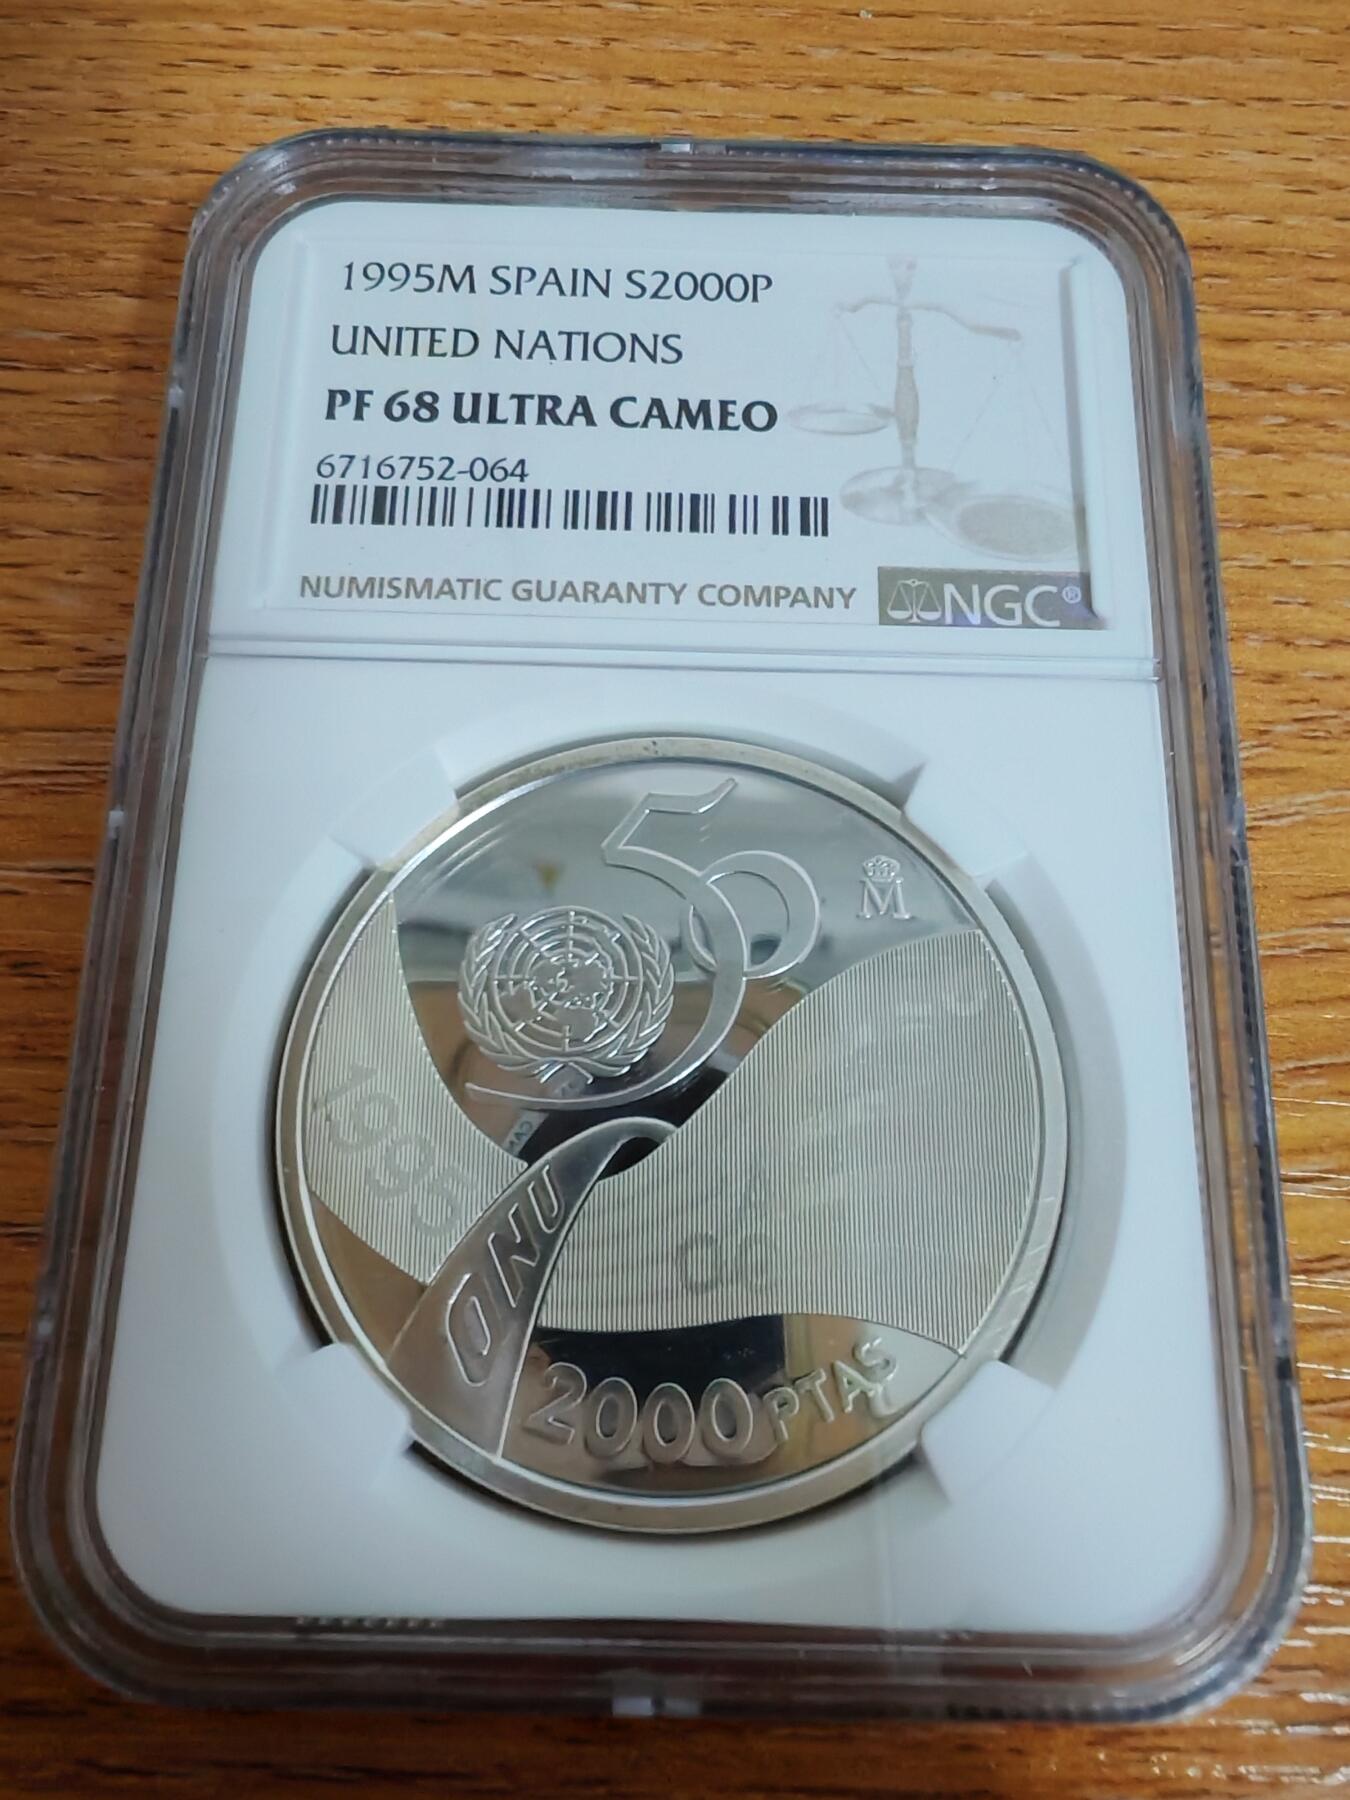 1995M SPAIN S2000P
UNITED NATIONS
PF 68 ULTRA CAMEO
6716752-064
NUMISMATIC GUARANTY COMPANY NGC®
50
M
1995
ONU
2000 PTAS